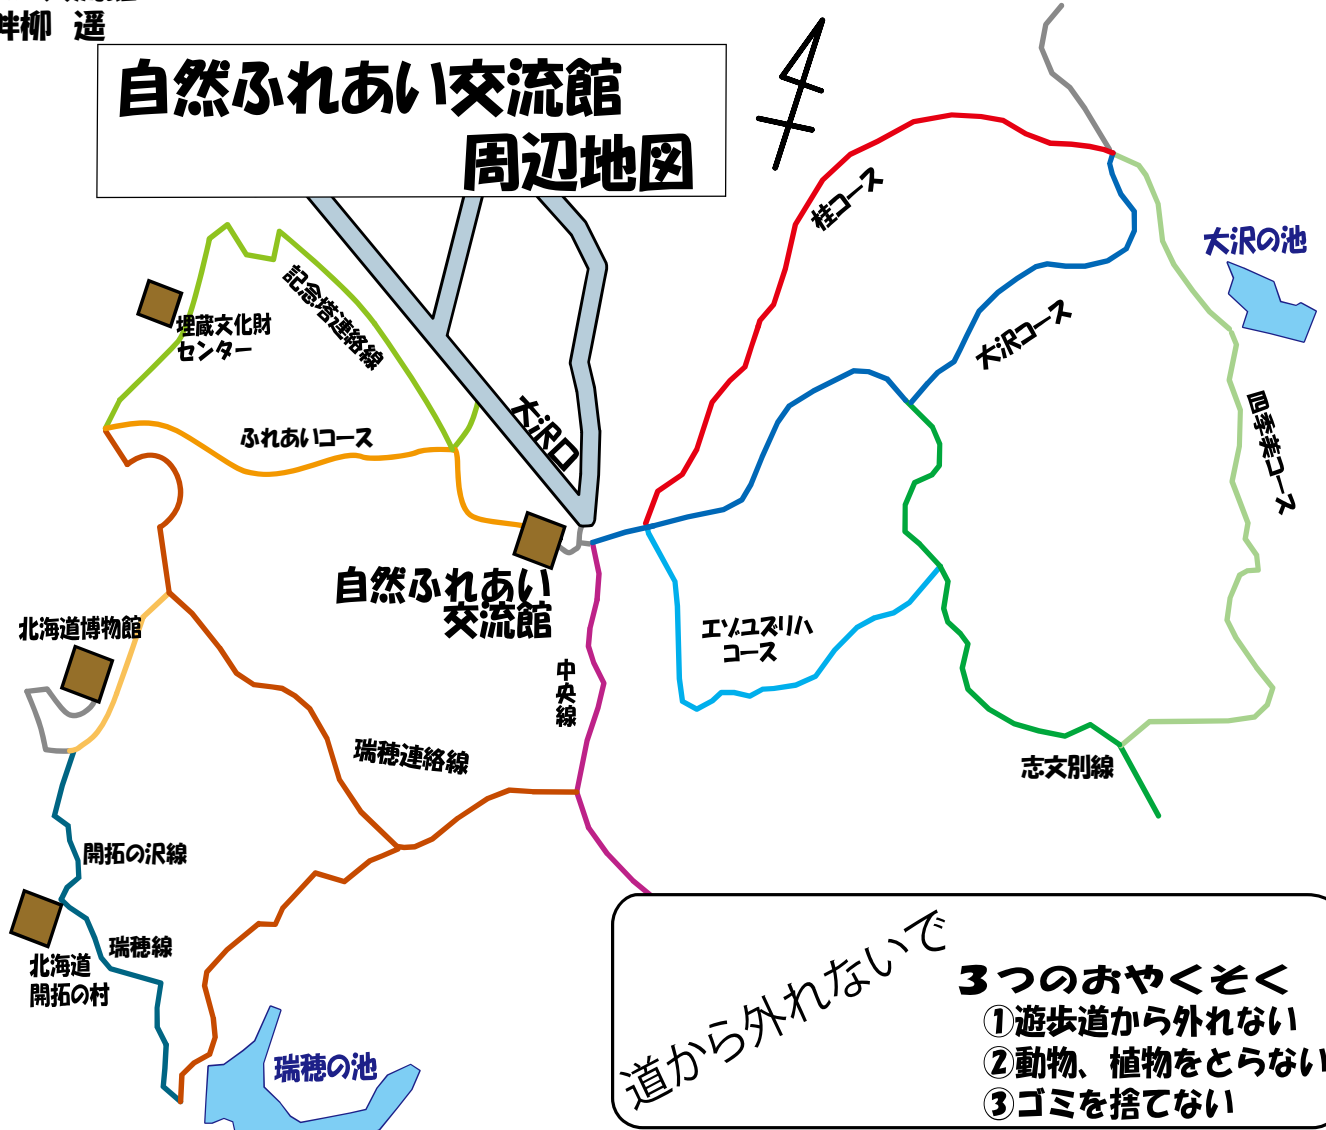 畔柳 遥
自然ふれあい交流館
周辺地図
桂コース
大沢の池
記念塔連絡線
埋蔵文化財
センター
大沢コース
大沢口
ふれあいコース
四季美コース
自然ふれあい
交流館
北海道博物館
エゾユズリハ
コース
中央線
瑞穂連絡線
志文別線
開拓の沢線
瑞穂線
北海道
開拓の村
瑞穂の池
道から外れないで
３つのおやくそく
①遊歩道から外れない
②動物、植物をとらない
③ゴミを捨てない